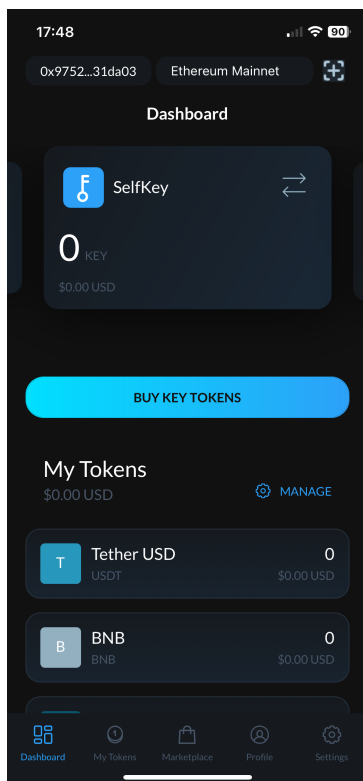 17:48
90
0x9752...31da03
Ethereum Mainnet
Dashboard
SelfKey
0 KEY
$0.00 USD
BUY KEY TOKENS
My Tokens
$0.00 USD
MANAGE
T
Tether USD
0
USDT
$0.00 USD
B
BNB
0
BNB
$0.00 USD
1
Dashboard
My Tokens
Marketplace
Profile
Settings